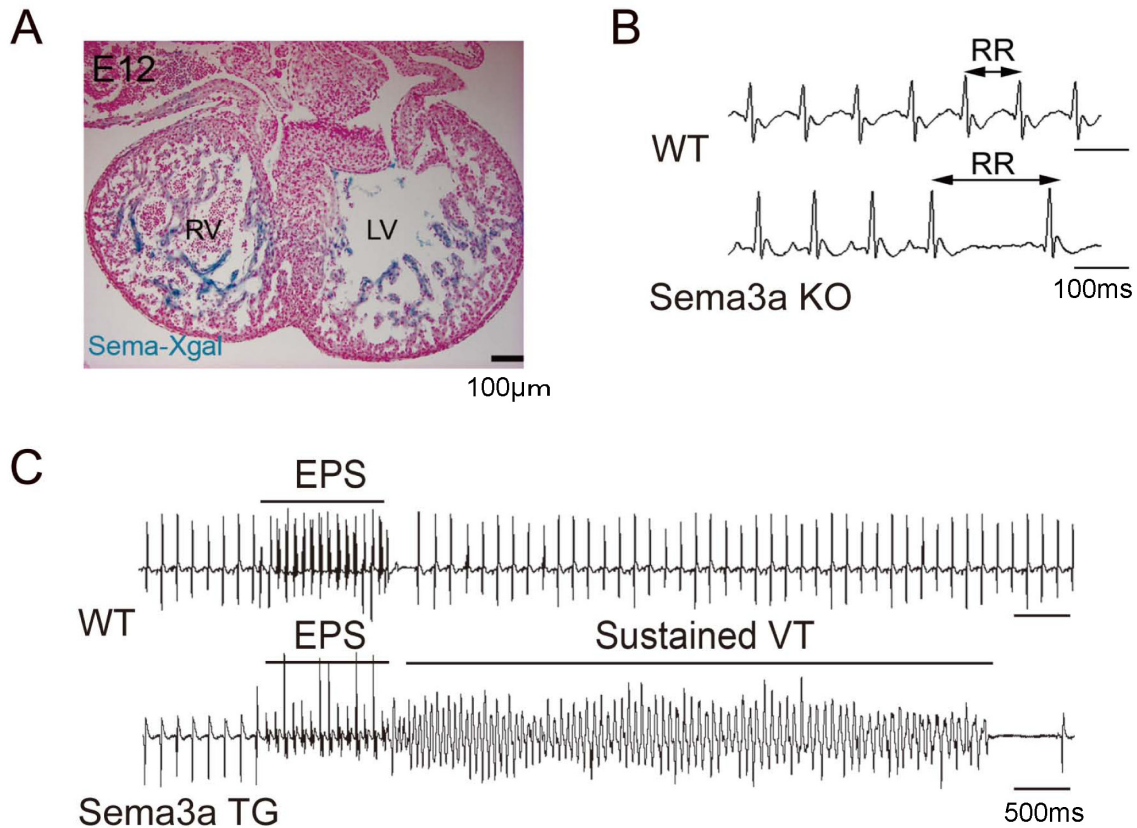 A
E12
RV
LV
Sema-Xgal
100μm
B
RR
WT
RR
Sema3a KO
100ms
C
EPS
WT
EPS
Sustained VT
Sema3a TG
500ms